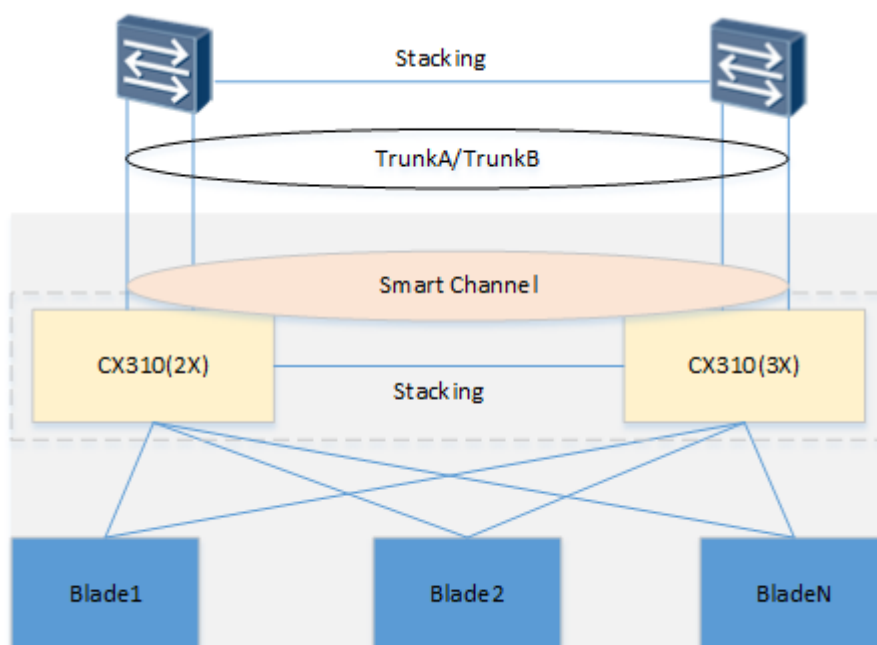 Stacking
TrunkA/TrunkB
Smart Channel
CX310(2X)
CX310(3X)
Stacking
Blade1
Blade2
BladeN